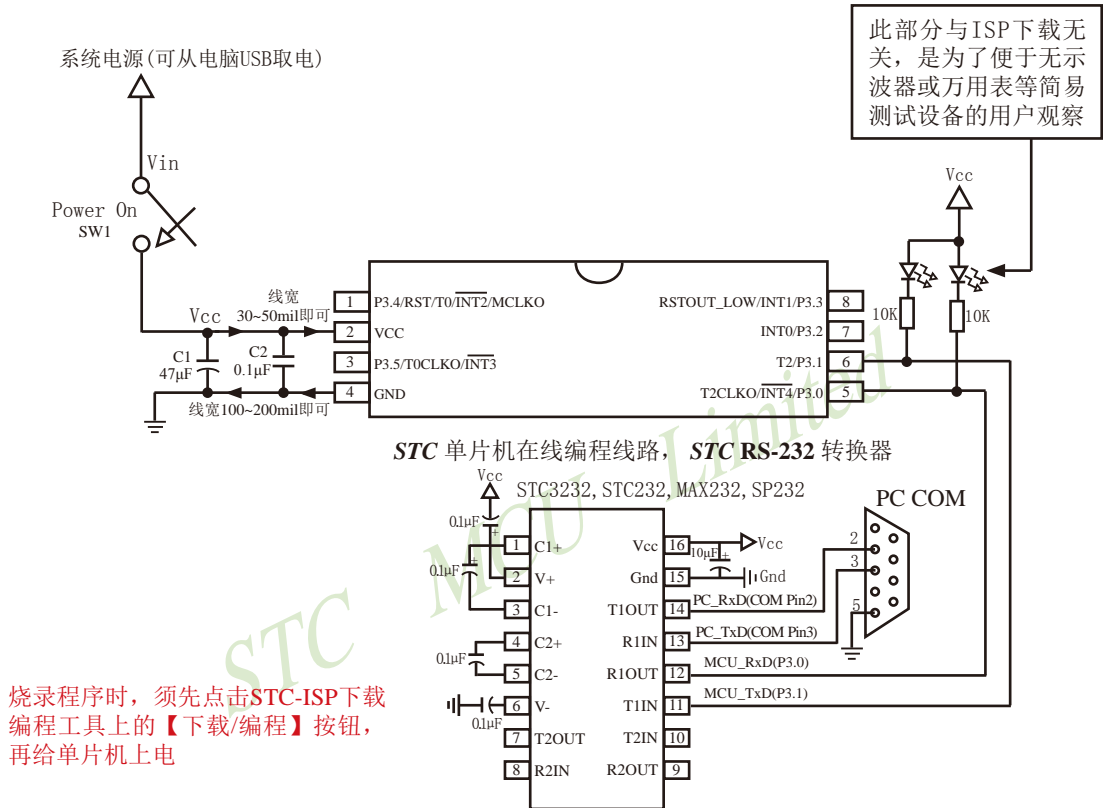 系统电源(可从电脑USB取电)
Vin
Power On
SW1
此部分与ISP下载无
关，是为了便于无示
波器或万用表等简易
测试设备的用户观察
Vcc
10K
10K
线宽
30~50mil即可
Vcc
C1
47μF
C2
0.1μF
线宽100~200mil即可
1 P3.4/RST/T0/INT2/MCLKO
2 VCC
3 P3.5/T0CLKO/INT3
4 GND
RSTOUT_LOW/INT1/P3.3 8
INT0/P3.2 7
T2/P3.1 6
T2CLKO/INT4/P3.0 5
STC 单片机在线编程线路， STC RS-232 转换器
STC3232,STC232,MAX232,SP232
Vcc
0.1μF
+
0.1μF
+
0.1μF
0.1μF
1 C1+
2 V+
3 C1-
4 C2+
5 C2-
6 V-
7 T2OUT
8 R2IN
Vcc 16
Gnd 15
T1OUT 14
R1IN 13
R1OUT 12
T1IN 11
T2IN 10
R2OUT 9
10μF
+
Vcc
Gnd
PC_RxD(COM Pin2)
PC_TxD(COM Pin3)
MCU_RxD(P3.0)
MCU_TxD(P3.1)
PC COM
2
3
5
烧录程序时，须先点击STC-ISP下载
编程工具上的【下载/编程】按钮，
再给单片机上电
STC MCU Limited